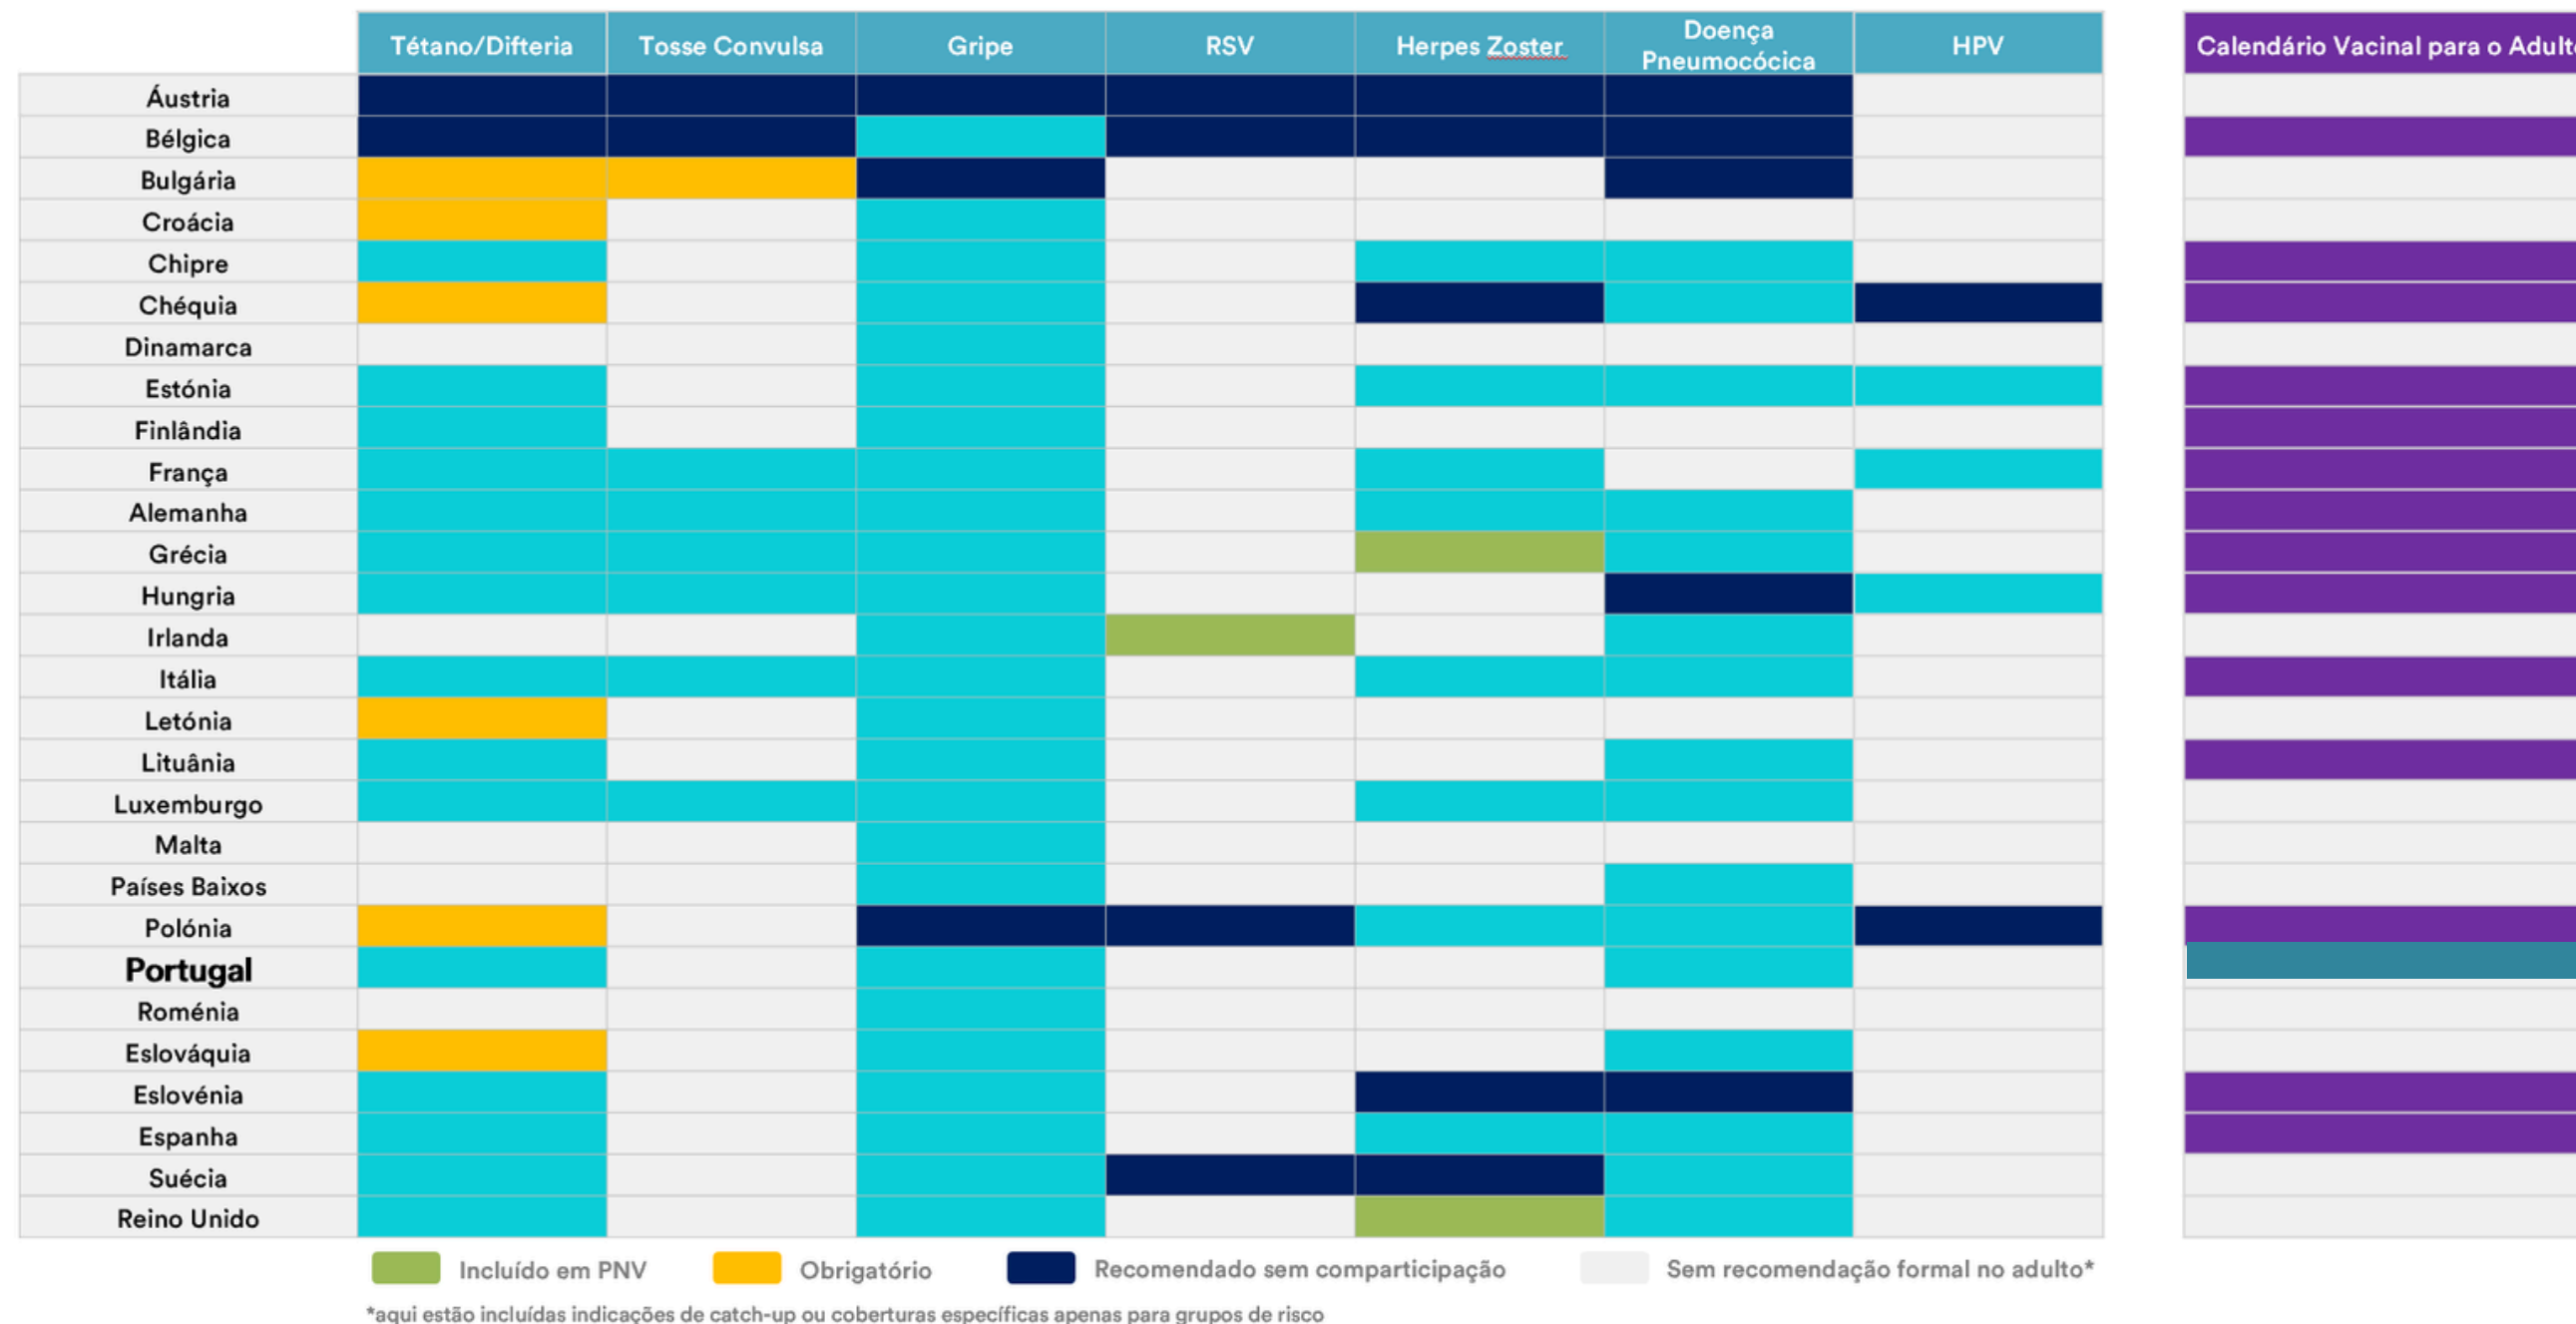 Tétano/Difteria Tosse Convulsa Gripe RSV Herpes Zoster Doença Pneumocócica HPV Calendário Vacinal para o Adult
Áustria
Bélgica
Bulgária
Croácia
Chipre
Chéquia
Dinamarca
Estónia
Finlândia
França
Alemanha
Grécia
Hungria
Irlanda
Itália
Letónia
Lituânia
Luxemburgo
Malta
Países Baixos
Polónia
Portugal
Roménia
Eslováquia
Eslovénia
Espanha
Suécia
Reino Unido
Incluído em PNV Obrigatório Recomendado sem comparticipação Sem recomendação formal no adulto*
*aqui estão incluídas indicações de catch-up ou coberturas específicas apenas para grupos de risco